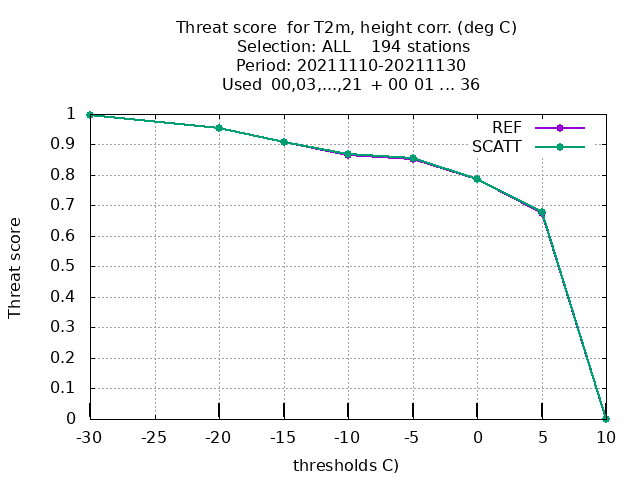 Threat score  for T2m, height corr. (deg C)
Selection: ALL    194 stations
Period: 20211110-20211130
Used  00,03,...,21  + 00 01 ... 36
REF
SCATT
1
0.9
0.8
0.7
0.6
0.5
0.4
0.3
0.2
0.1
0
Threat score
-30 -25 -20 -15 -10 -5 0 5 10
thresholds C)